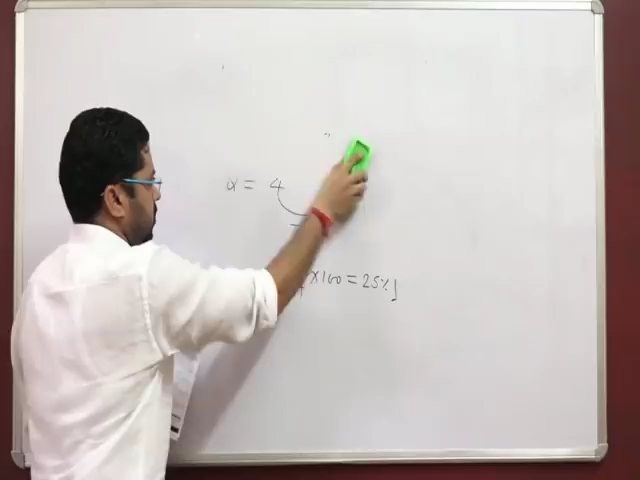 x = 4
× 100 = 25%